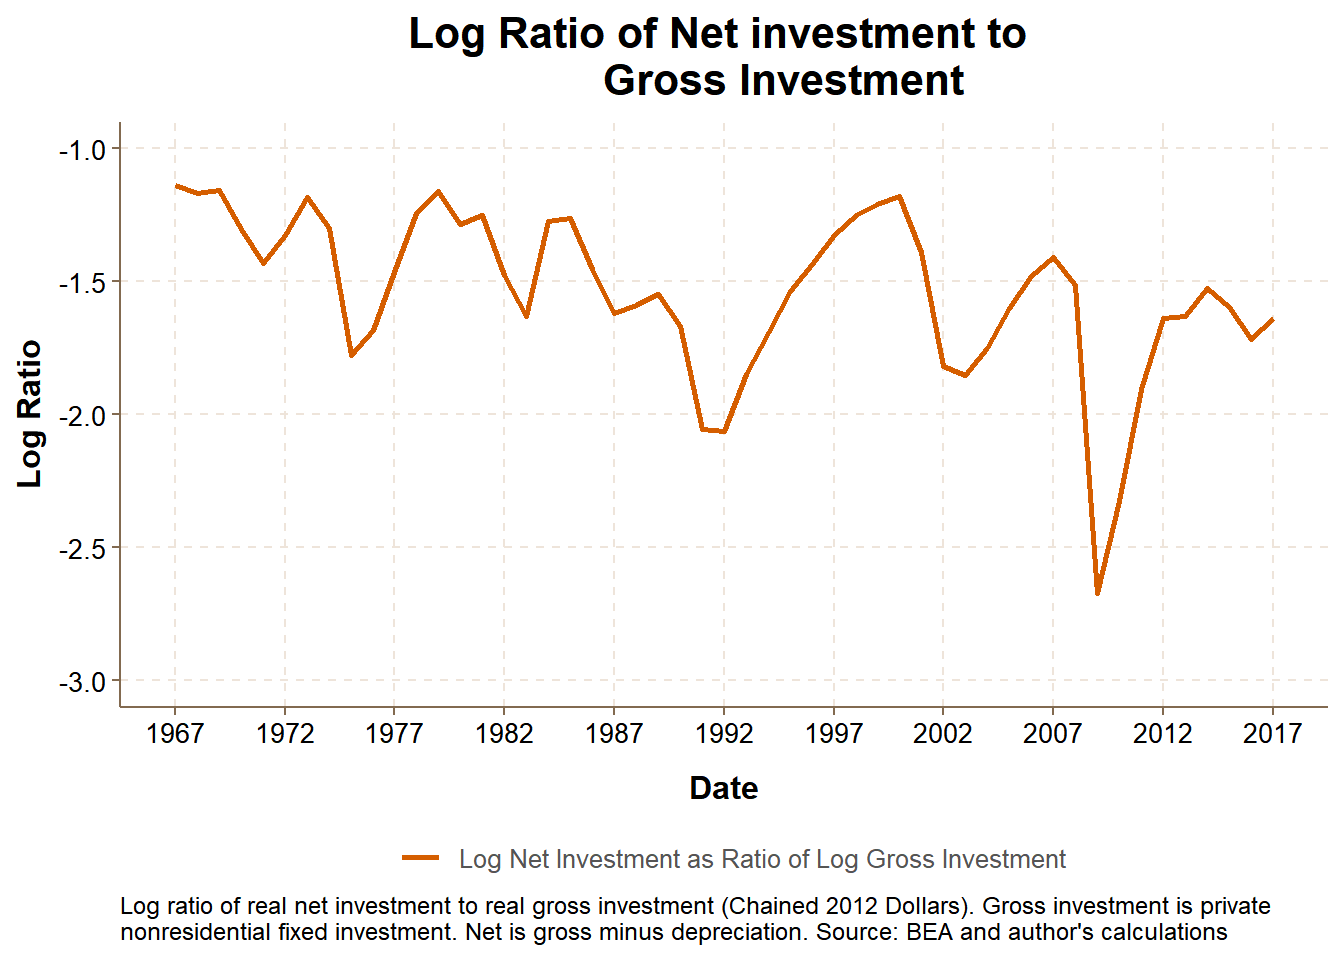 Log Ratio of Net investment to
Gross Investment
Log Ratio
-1.0
-1.5
-2.0
-2.5
-3.0
1967 1972 1977 1982 1987 1992 1997 2002 2007 2012 2017
Date
Log Net Investment as Ratio of Log Gross Investment
Log ratio of real net investment to real gross investment (Chained 2012 Dollars). Gross investment is private
nonresidential fixed investment. Net is gross minus depreciation. Source: BEA and author's calculations